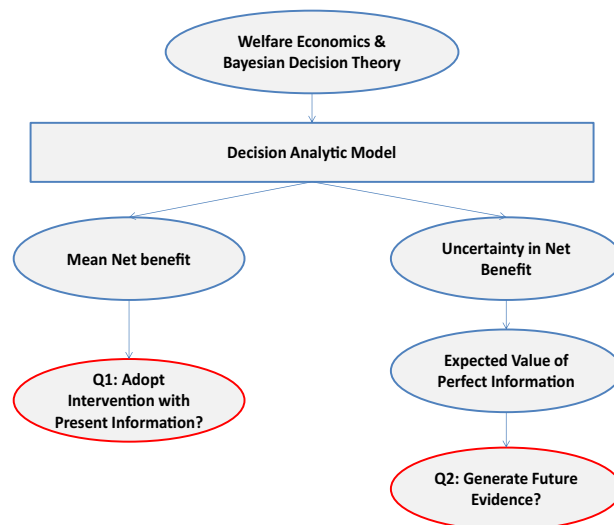 Welfare Economics &
Bayesian Decision Theory
Decision Analytic Model
Mean Net benefit
Uncertainty in Net
Benefit
Q1: Adopt
Intervention with
Present Information?
Expected Value of
Perfect Information
Q2: Generate Future
Evidence?